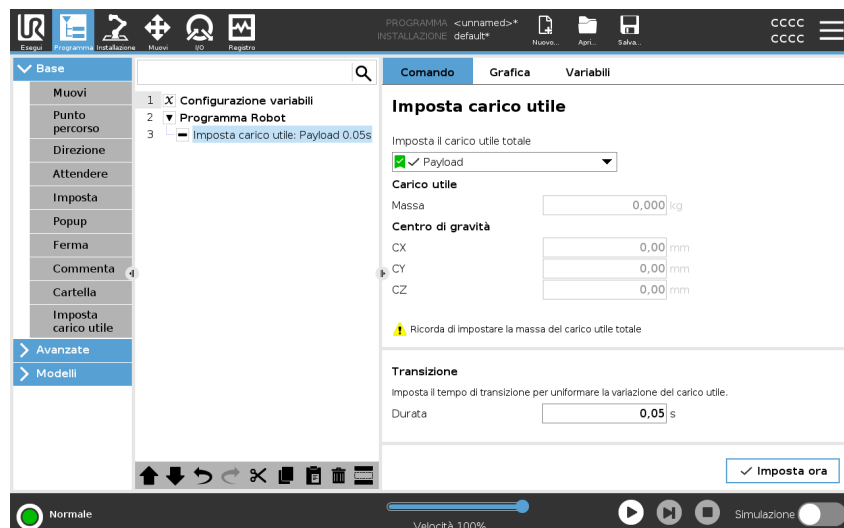 UR
Esegui
Programma
Installazione
Muovi
I/O
Registro
PROGRAMMA <unnamed>*
INSTALLAZIONE default*
Nuovo...
Apri...
Salva...
cccc
cccc
Base
Muovi
Punto
percorso
Direzione
Attendere
Imposta
Popup
Ferma
Commenta
Cartella
Imposta
carico utile
Avanzate
Modelli
1 x Configurazione variabili
2 Programma Robot
3 Imposta carico utile: Payload 0.05s
Comando Grafica Variabili
Imposta carico utile
Imposta il carico utile totale
Payload
Carico utile
Massa 0,000 kg
Centro di gravità
CX 0,00 mm
CY 0,00 mm
CZ 0,00 mm
Ricorda di impostare la massa del carico utile totale
Transizione
Imposta il tempo di transizione per uniformare la variazione del carico utile.
Durata 0,05 s
Imposta ora
Normale
Velocità 100%
Simulazione